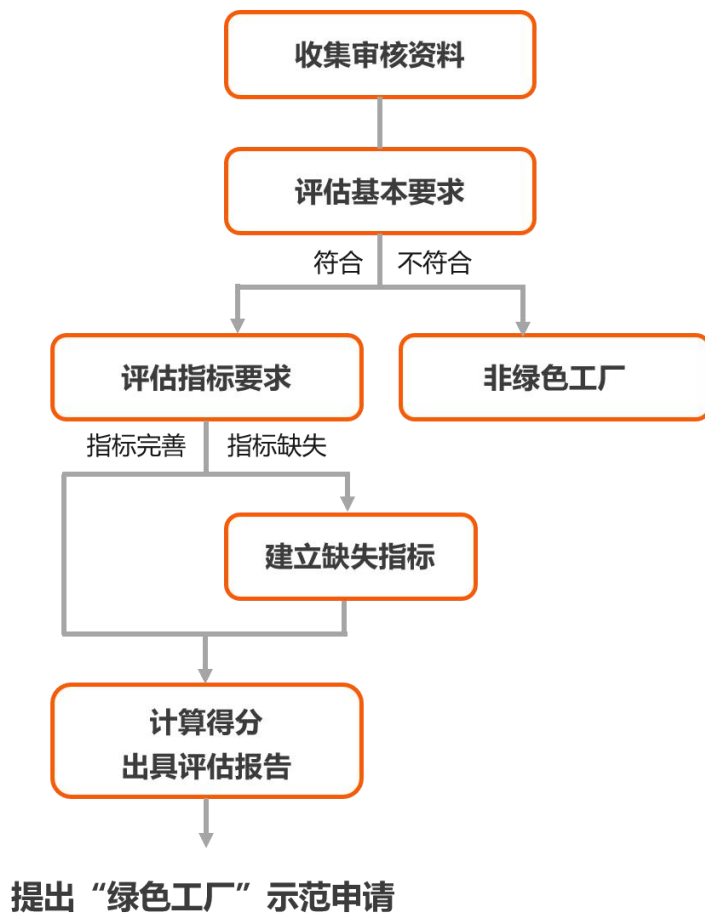 收集审核资料
评估基本要求
符合 不符合
评估指标要求 非绿色工厂
指标完善 指标缺失
建立缺失指标
计算得分
出具评估报告
提出“绿色工厂”示范申请